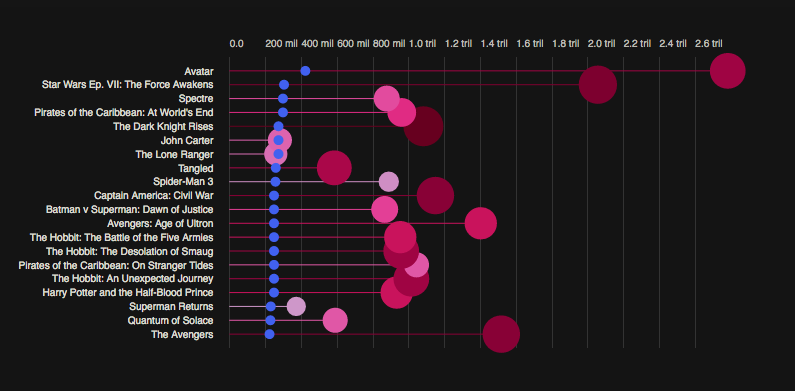 0.0 200 mil 400 mil 600 mil 800 mil 1.0 tril 1.2 tril 1.4 tril 1.6 tril 1.8 tril 2.0 tril 2.2 tril 2.4 tril 2.6 tril
Avatar
Star Wars Ep. VII: The Force Awakens
Spectre
Pirates of the Caribbean: At World's End
The Dark Knight Rises
John Carter
The Lone Ranger
Tangled
Spider-Man 3
Captain America: Civil War
Batman v Superman: Dawn of Justice
Avengers: Age of Ultron
The Hobbit: The Battle of the Five Armies
The Hobbit: The Desolation of Smaug
Pirates of the Caribbean: On Stranger Tides
The Hobbit: An Unexpected Journey
Harry Potter and the Half-Blood Prince
Superman Returns
Quantum of Solace
The Avengers